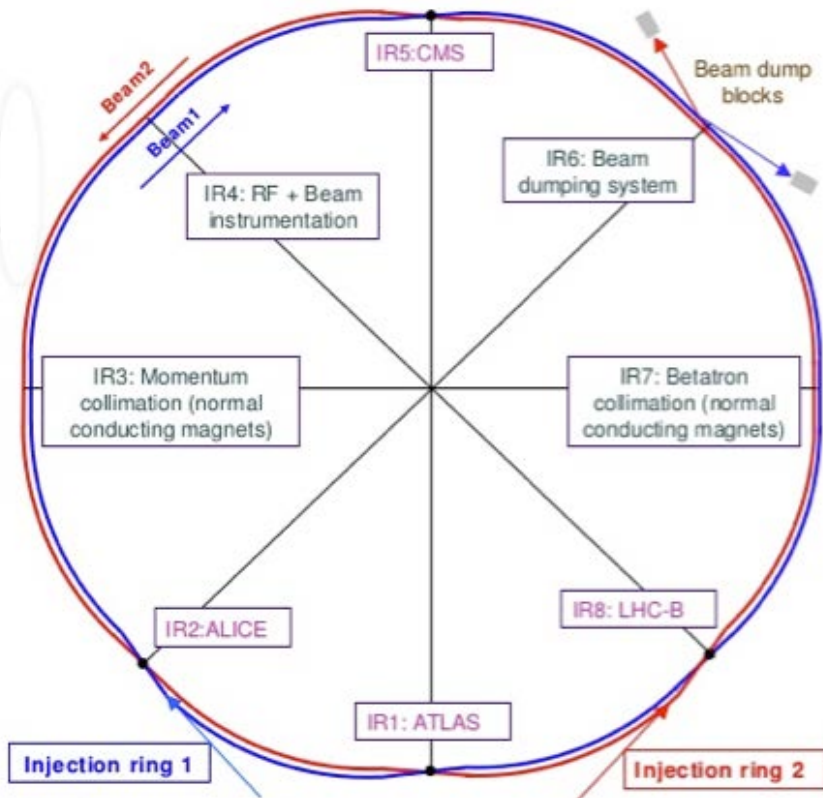 IR5:CMS
Beam dump
blocks
Beam2
Beam1
IR6: Beam
dumping system
IR4: RF + Beam
instrumentation
IR3: Momentum
collimation (normal
conducting magnets)
IR7: Betatron
collimation (normal
conducting magnets)
IR8: LHC-B
IR2:ALICE
IR1: ATLAS
Injection ring 1
Injection ring 2